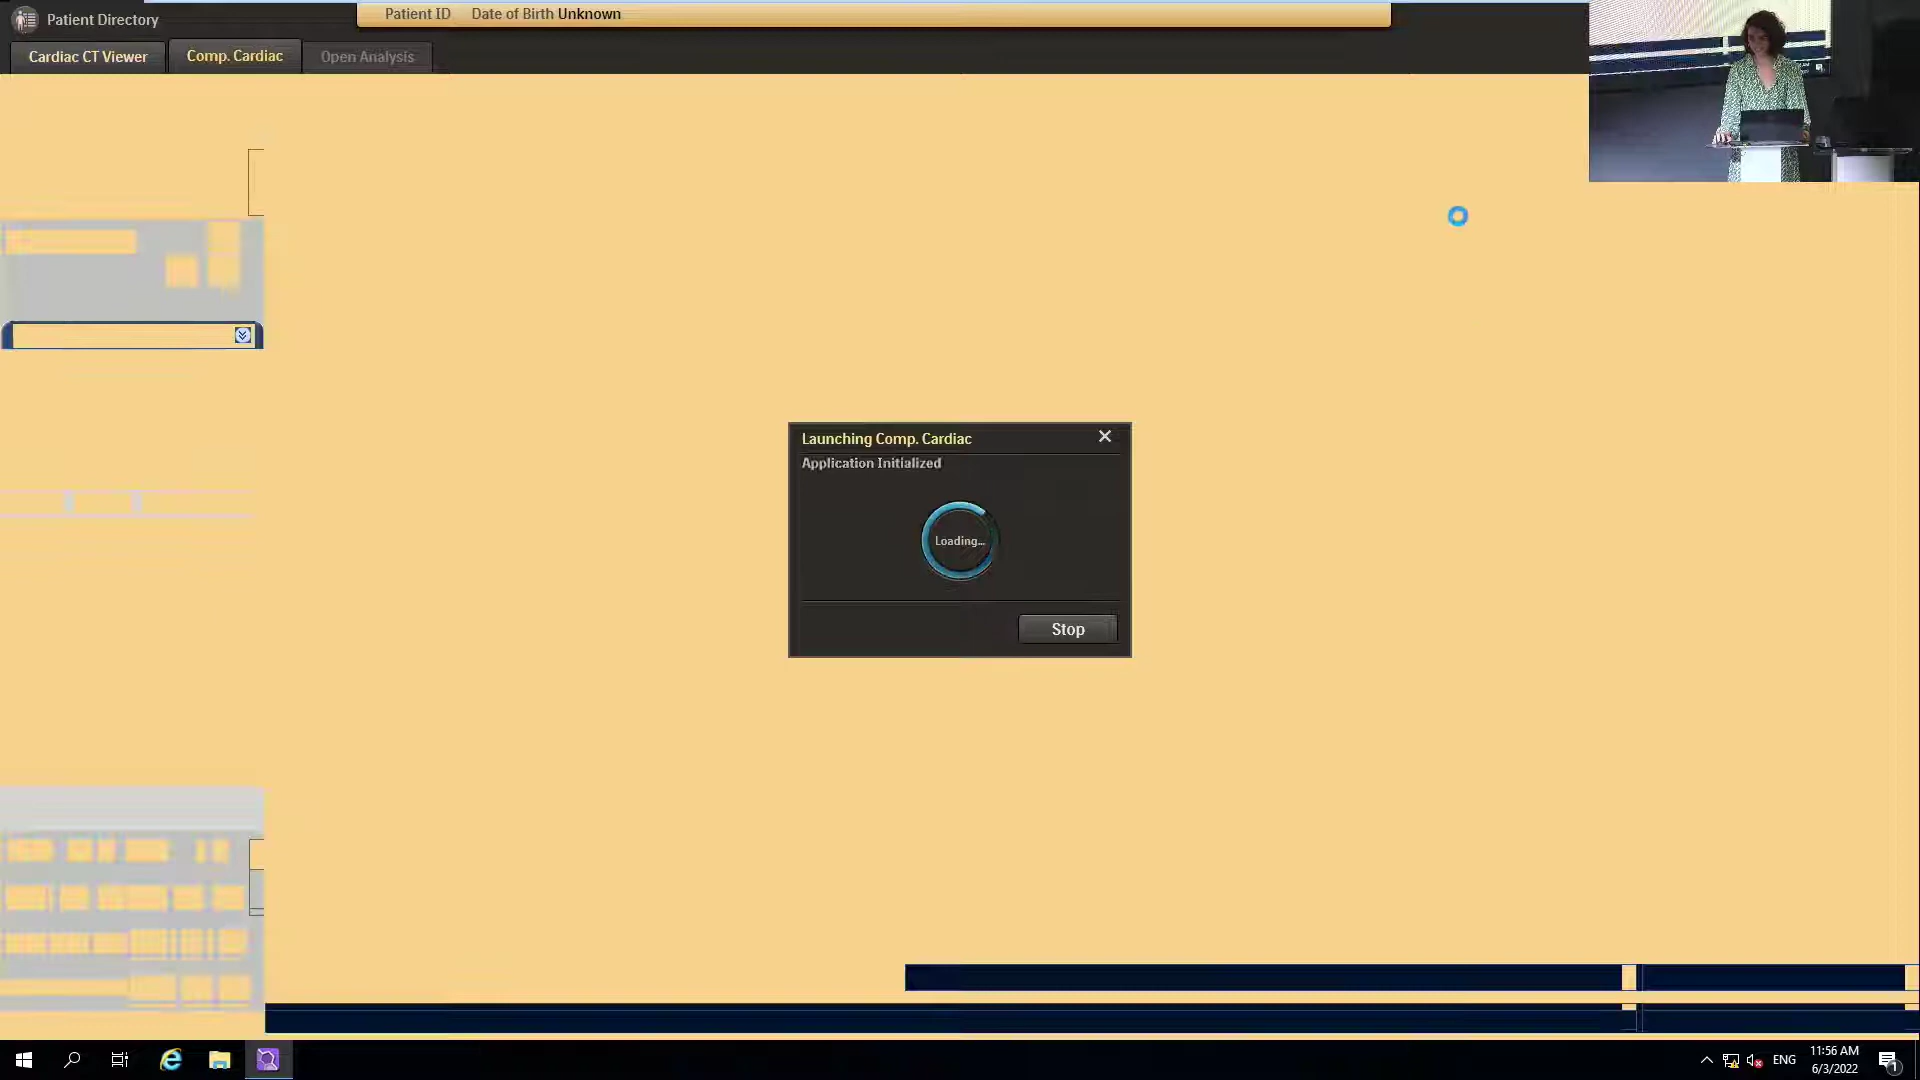 Patient Directory
Patient ID Date of Birth Unknown
Cardiac CT Viewer
Comp. Cardiac
Open Analysis
Launching Comp. Cardiac
Application Initialized
Loading...
Stop
ENG
11:56 AM
6/3/2022
1